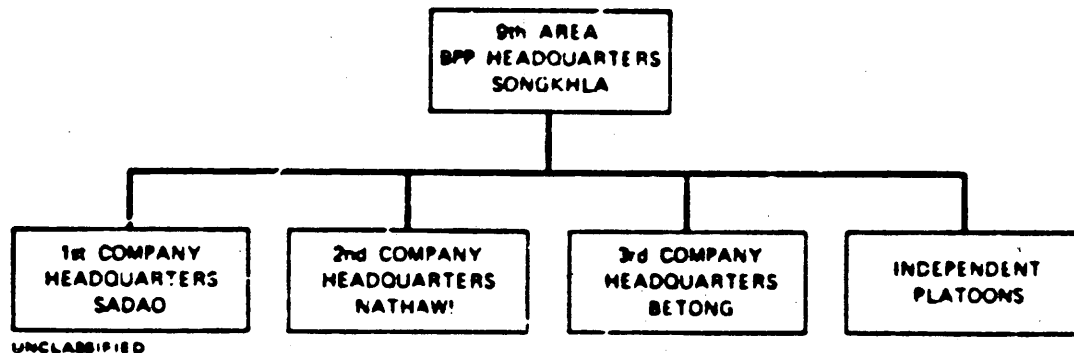 9th AREA
BPP HEADQUARTERS
SONGKHLA
1st COMPANY
HEADQUARTERS
SADAO
2nd COMPANY
HEADQUARTERS
NATHAWI
3rd COMPANY
HEADQUARTERS
BETONG
INDEPENDENT
PLATOONS
UNCLASSIFIED